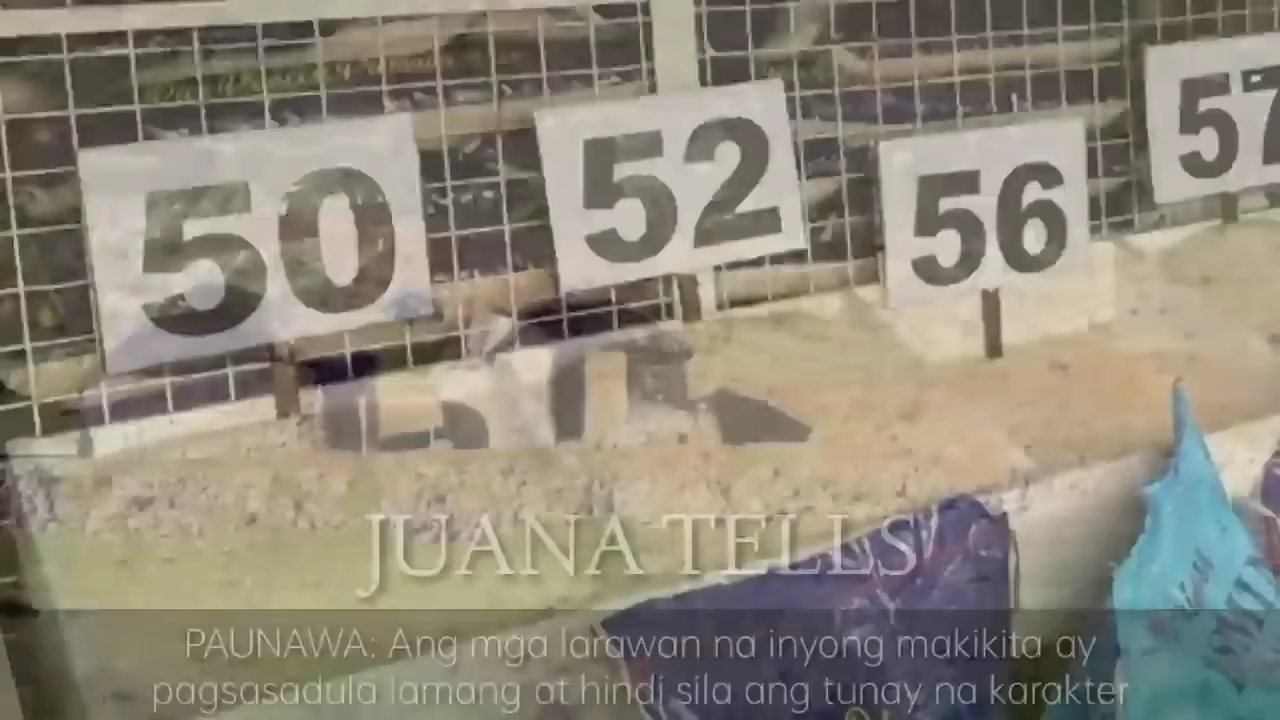 50
52
56
57
JUANA TELLS
PAUNAWA: Ang mga larawan na inyong makikita ay
pagsasadula lamang at hindi sila ang tunay na karakter